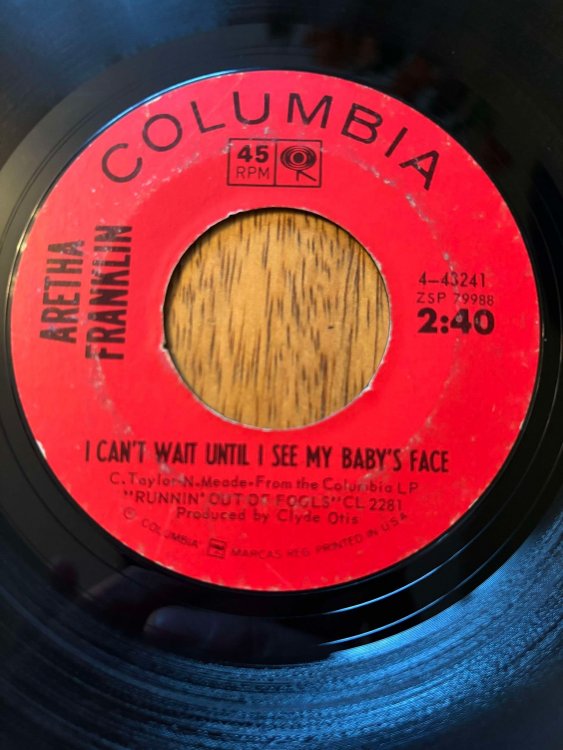 COLUMBIA
45
RPM
ARETHA
FRANKLIN
4-43241
ZSP 79988
2:40
I CAN'T WAIT UNTIL I SEE MY BABY'S FACE
C. Taylor-N. Meade-From the Columbia LP
"RUNNIN' OUT OF FOOLS" CL 2281
Produced by Clyde Otis
© COLUMBIA MARCAS REG. PRINTED IN U.S.A.